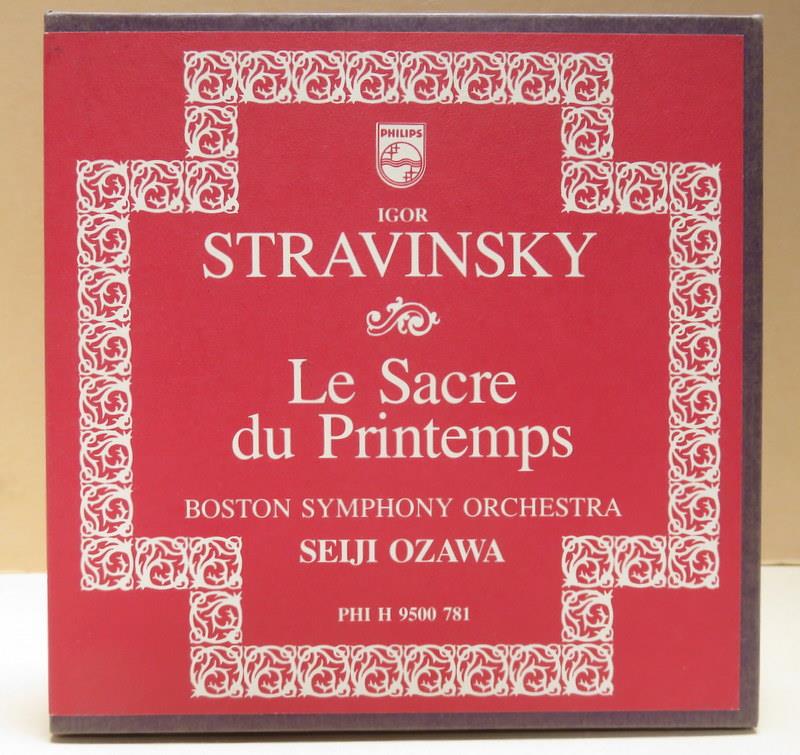 PHILIPS
IGOR
STRAVINSKY
Le Sacre
du Printemps
BOSTON SYMPHONY ORCHESTRA
SEIJI OZAWA
PHI H 9500 781